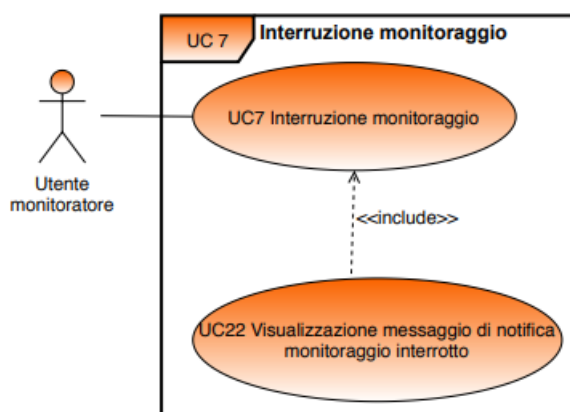 UC 7
Interruzione monitoraggio
UC7 Interruzione monitoraggio
Utente
monitoratore
<<include>>
UC22 Visualizzazione messaggio di notifica
monitoraggio interrotto